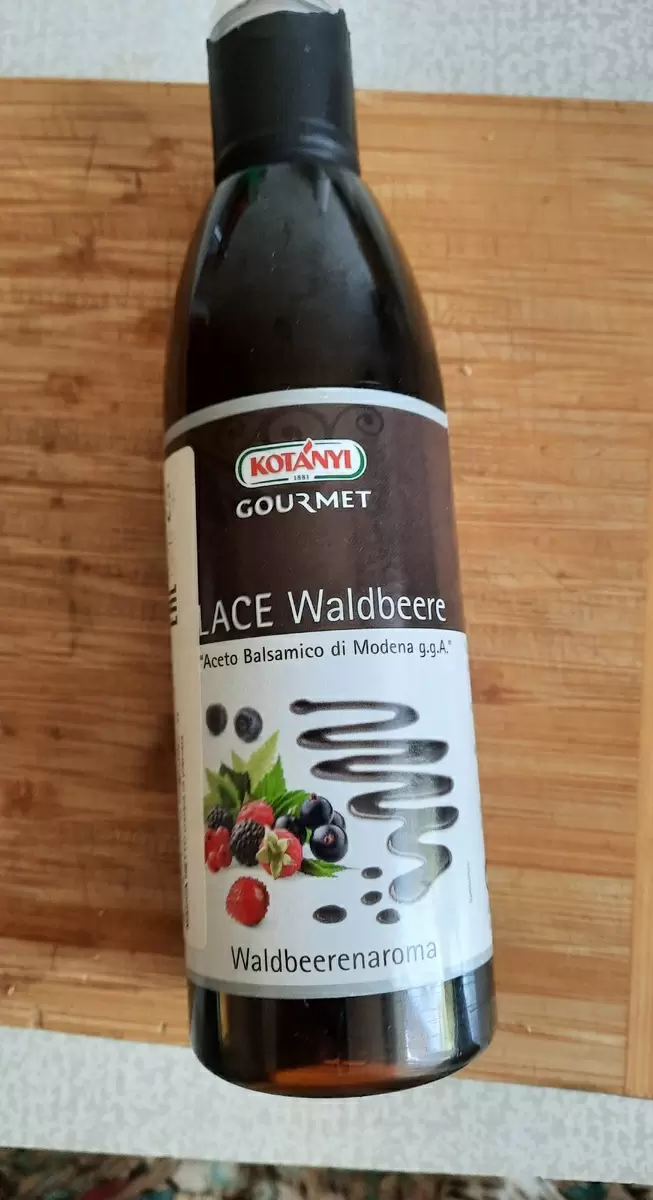 KOTÁNYI
1881
GOURMET
LACE Waldbeere
"Aceto Balsamico di Modena g.g.A."
Waldbeerenaroma